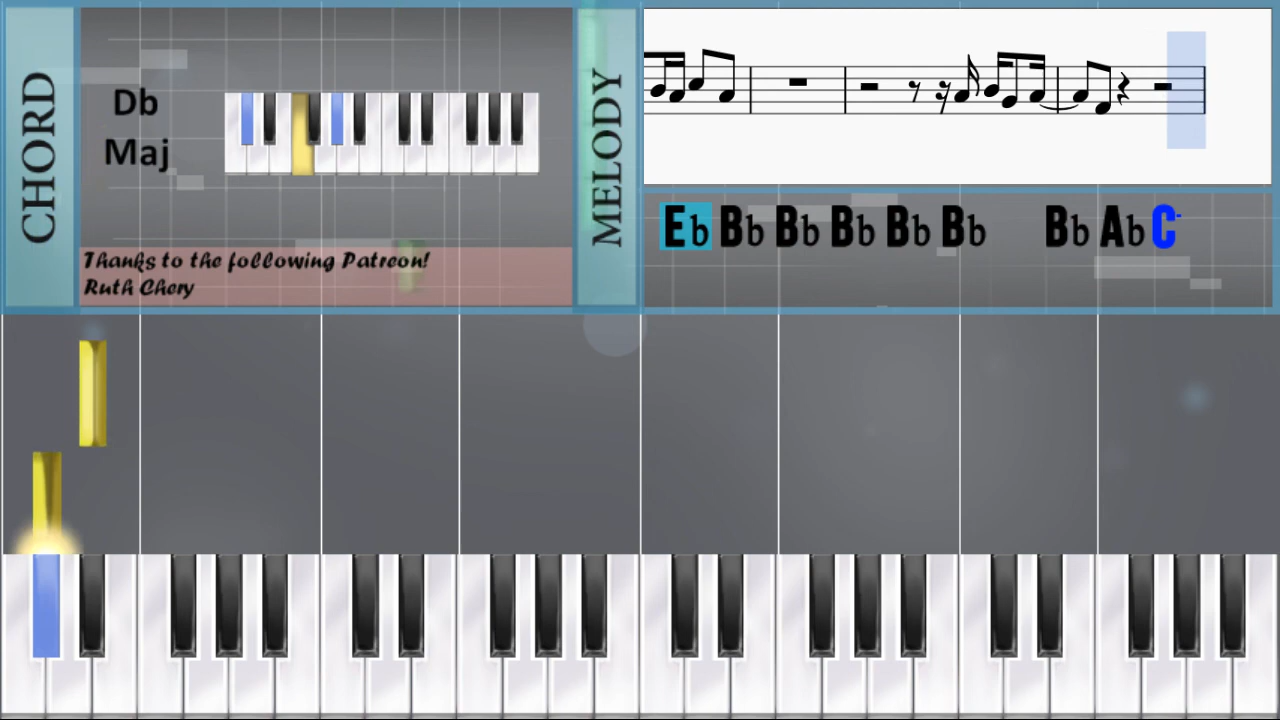 CHORD
Db
Maj
Thanks to the following Patreon!
Ruth Chery
MELODY
Eb Bb Bb Bb Bb Bb Bb Ab C